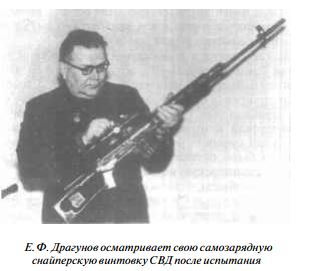 Е. Ф. Драгунов осматривает свою самозарядную
снайперскую винтовку СВД после испытания